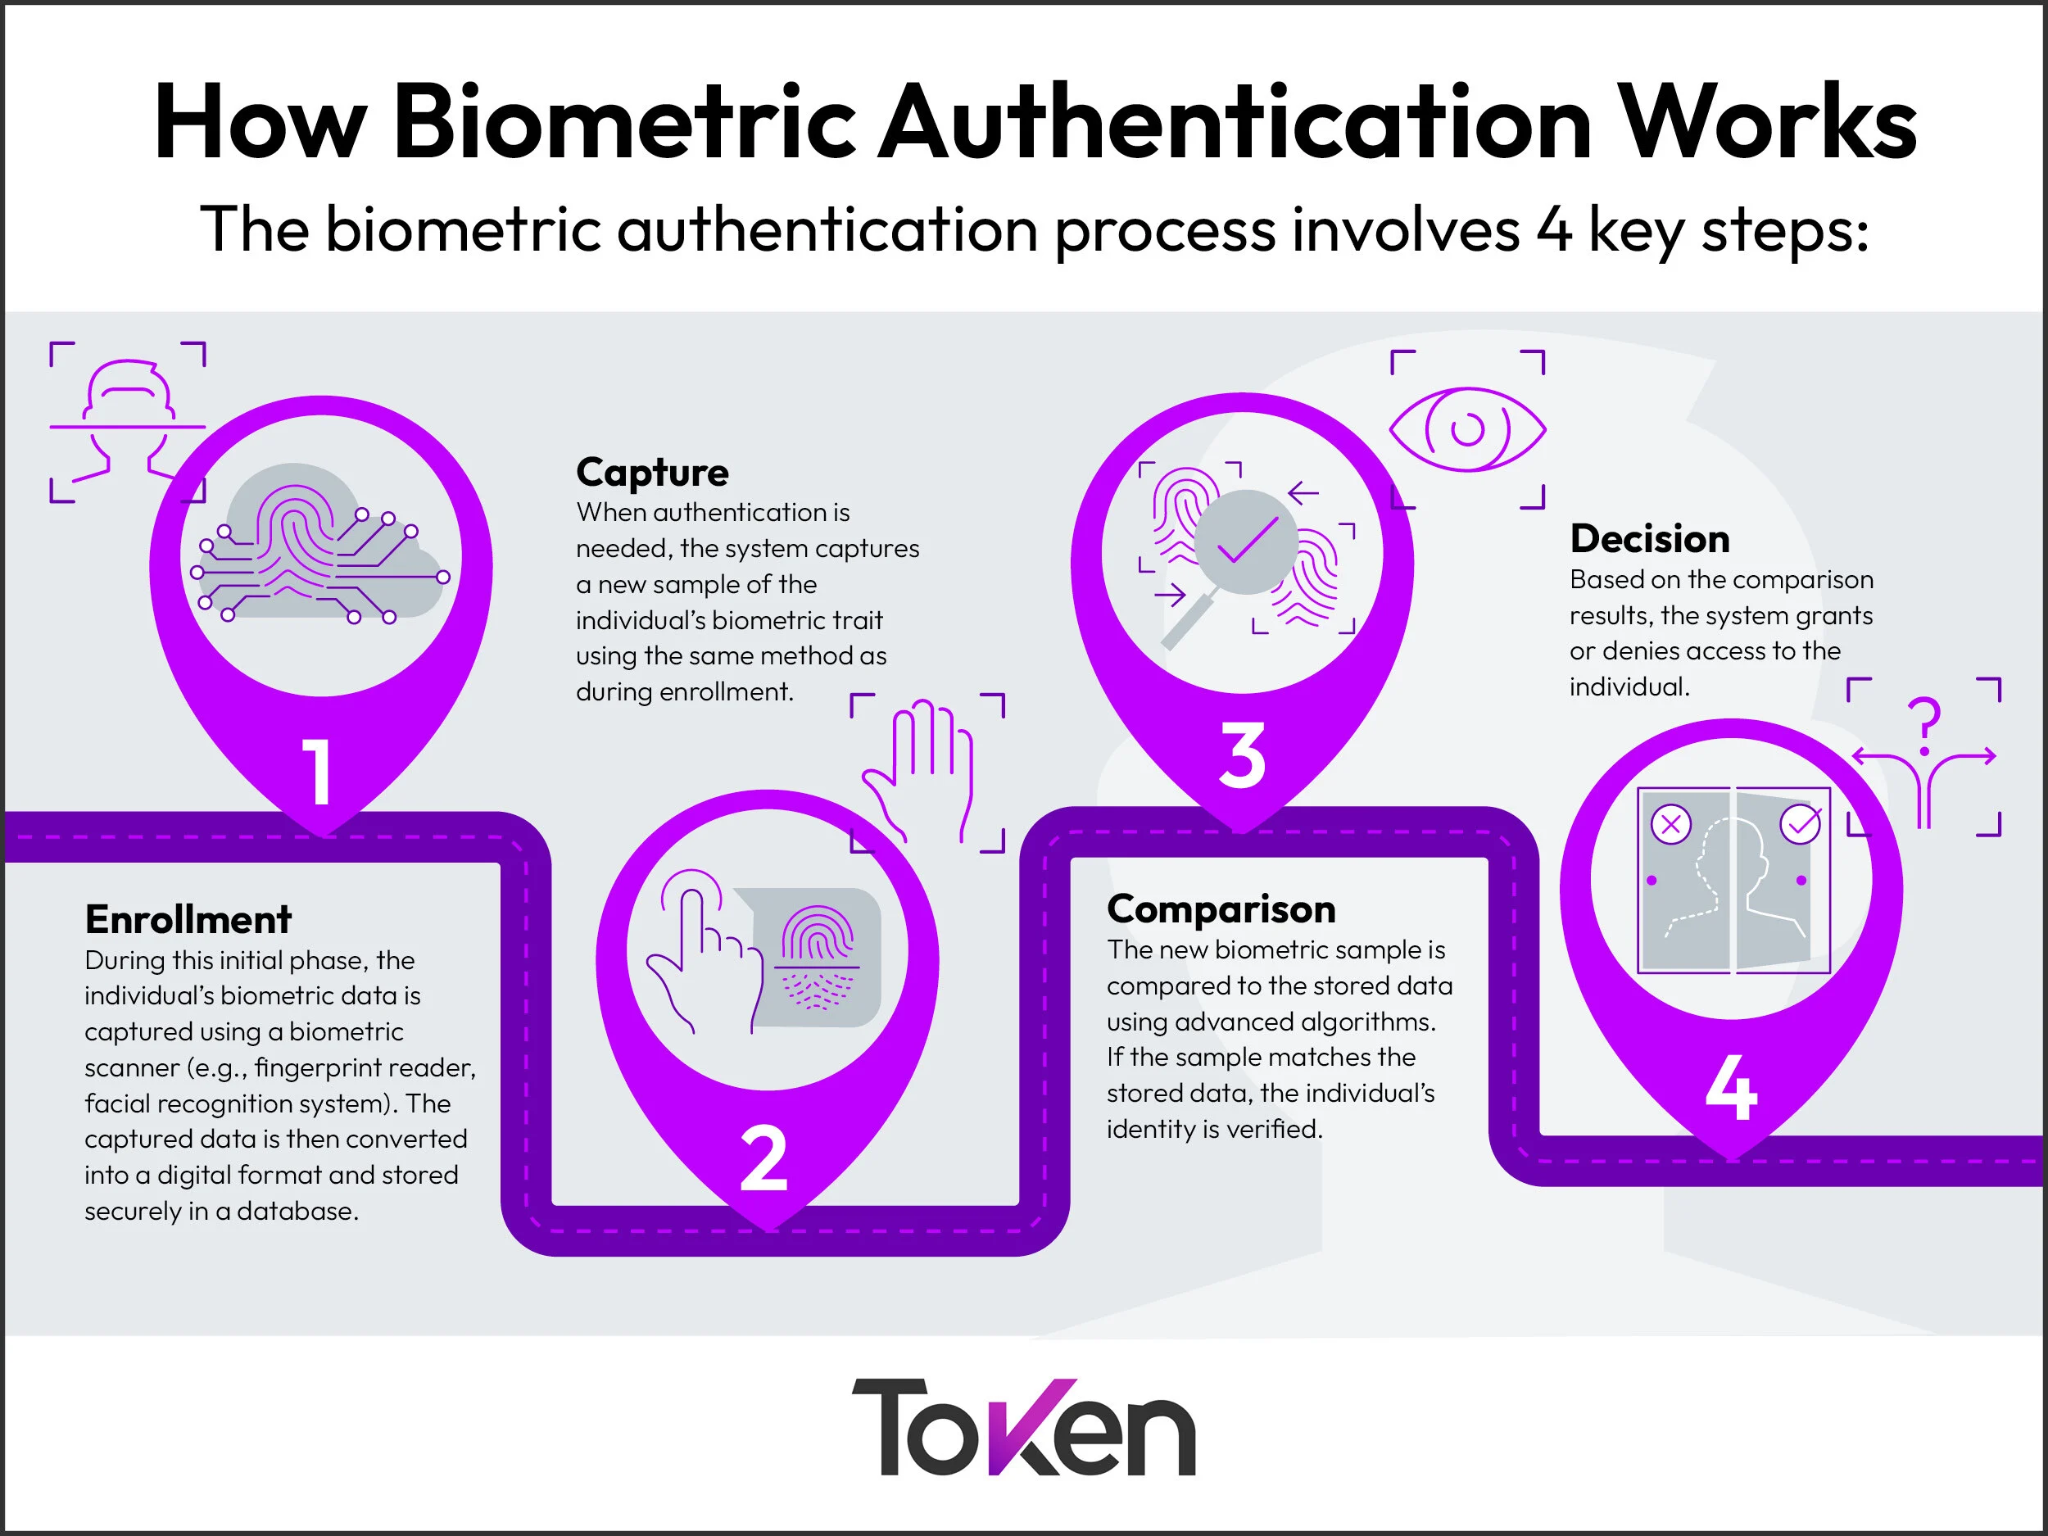 How Biometric Authentication Works
The biometric authentication process involves 4 key steps:
1
Enrollment
During this initial phase, the
individual’s biometric data is
captured using a biometric
scanner (e.g., fingerprint reader,
facial recognition system). The
captured data is then converted
into a digital format and stored
securely in a database.
Capture
When authentication is
needed, the system captures
a new sample of the
individual’s biometric trait
using the same method as
during enrollment.
2
3
Comparison
The new biometric sample is
compared to the stored data
using advanced algorithms.
If the sample matches the
stored data, the individual’s
identity is verified.
Decision
Based on the comparison
results, the system grants
or denies access to the
individual.
?
4
Token